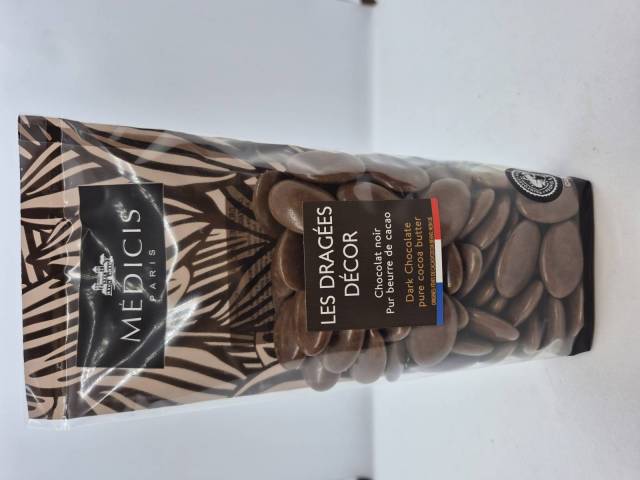 MÉDICIS
PARIS
LES DRAGÉES
DÉCOR
Chocolat noir
Pur beurre de cacao
Dark Chocolate
pure cocoa butter